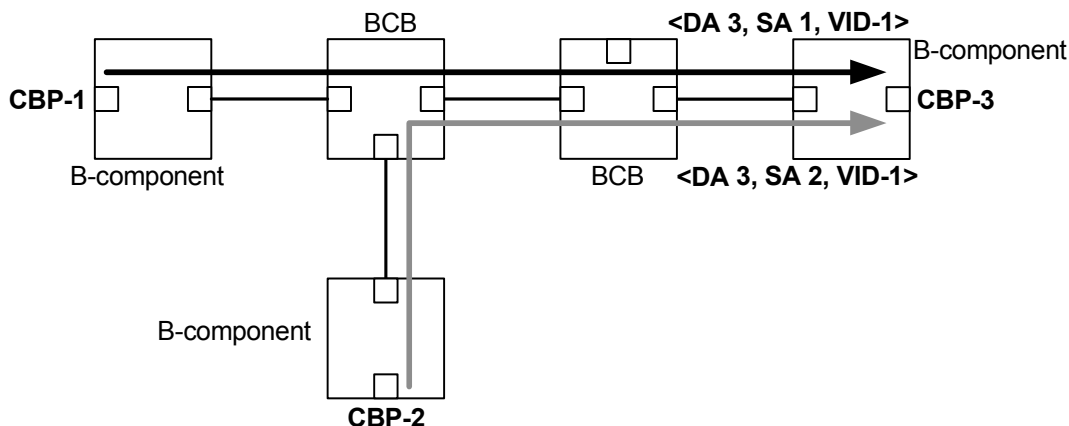 BCB
<DA 3, SA 1, VID-1>
B-component
CBP-1
CBP-3
B-component
BCB
<DA 3, SA 2, VID-1>
B-component
CBP-2